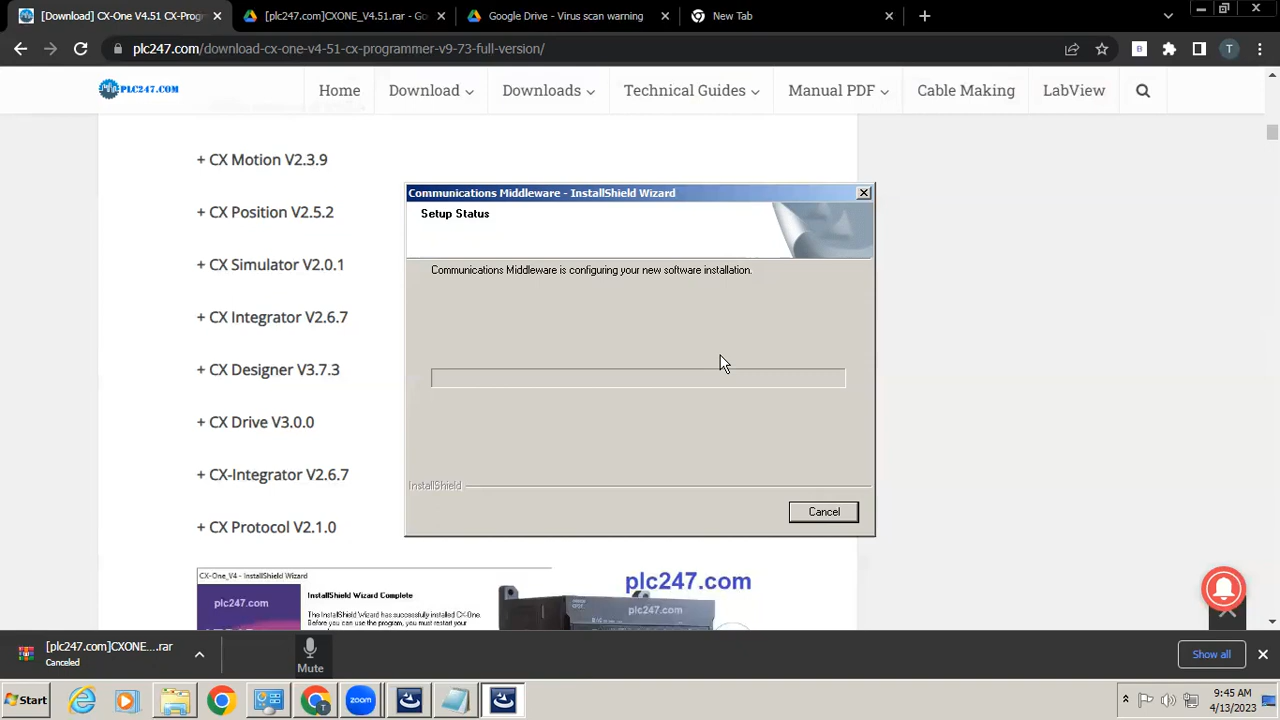 [Download] CX-One V4.51 CX-Prog
[plc247.com]CXONE_V4.51.rar - Go
Google Drive - Virus scan warning
New Tab
plc247.com/download-cx-one-v4-51-cx-programmer-v9-73-full-version/
B
T
PLC247.COM
Home
Download
Downloads
Technical Guides
Manual PDF
Cable Making
LabView
+ CX Motion V2.3.9
+ CX Position V2.5.2
+ CX Simulator V2.0.1
+ CX Integrator V2.6.7
+ CX Designer V3.7.3
+ CX Drive V3.0.0
+ CX-Integrator V2.6.7
+ CX Protocol V2.1.0
Communications Middleware - InstallShield Wizard
Setup Status
Communications Middleware is configuring your new software installation.
InstallShield
Cancel
CX-One_V4 - InstallShield Wizard
plc247.com
InstallShield Wizard Complete
The InstallShield Wizard has successfully installed CX-One.
Before you can use the program, you must restart your
plc247.com
plc247.com
[plc247.com]CXONE....rar
Canceled
Mute
Show all
Start
zoom
T
9:45 AM
4/13/2023